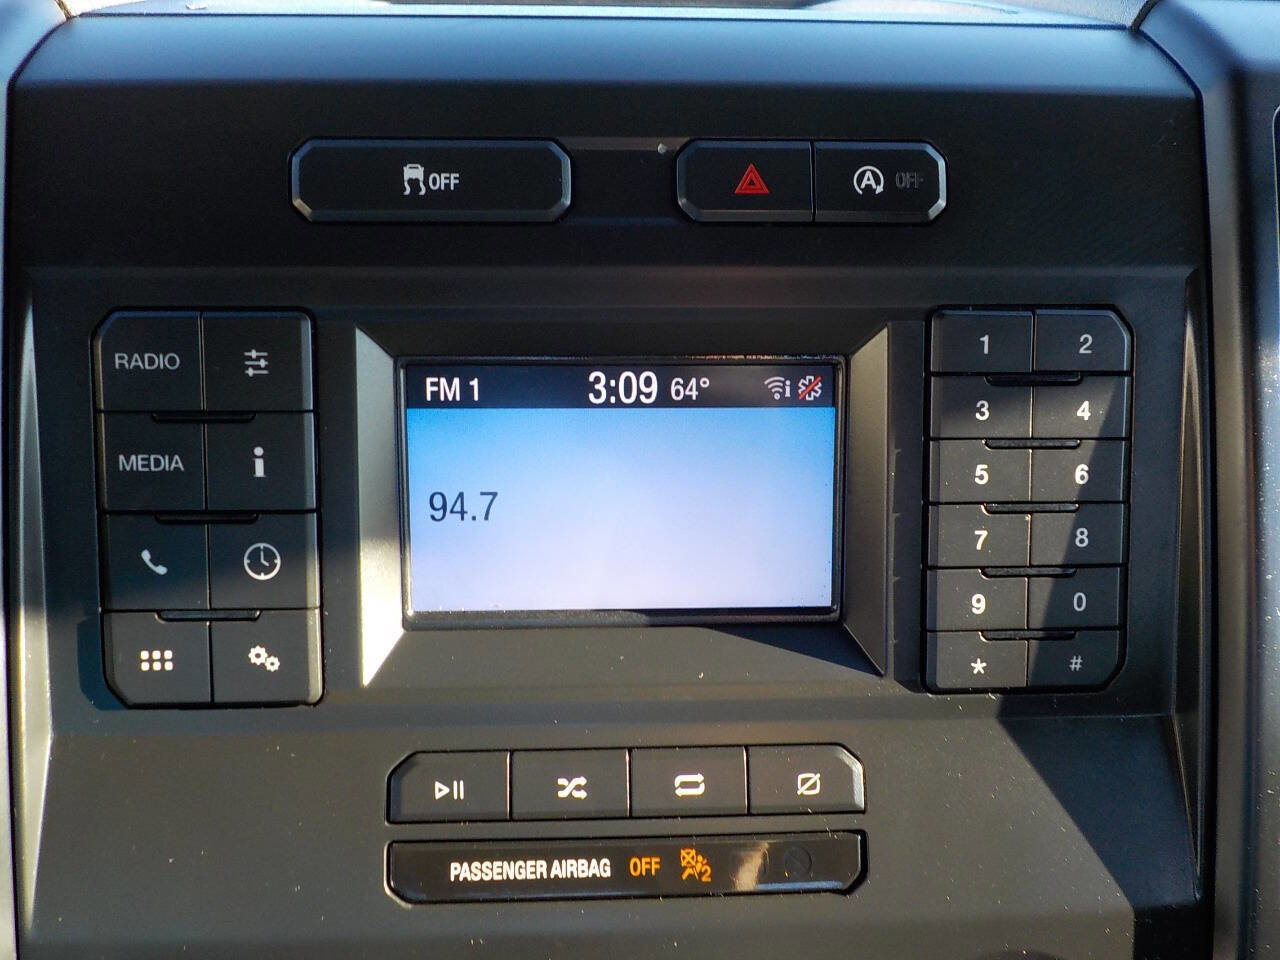 OFF
A OFF
RADIO
MEDIA
FM 1 3:09 64° i
94.7
1 2
3 4
5 6
7 8
9 0
* #
PASSENGER AIRBAG OFF 2